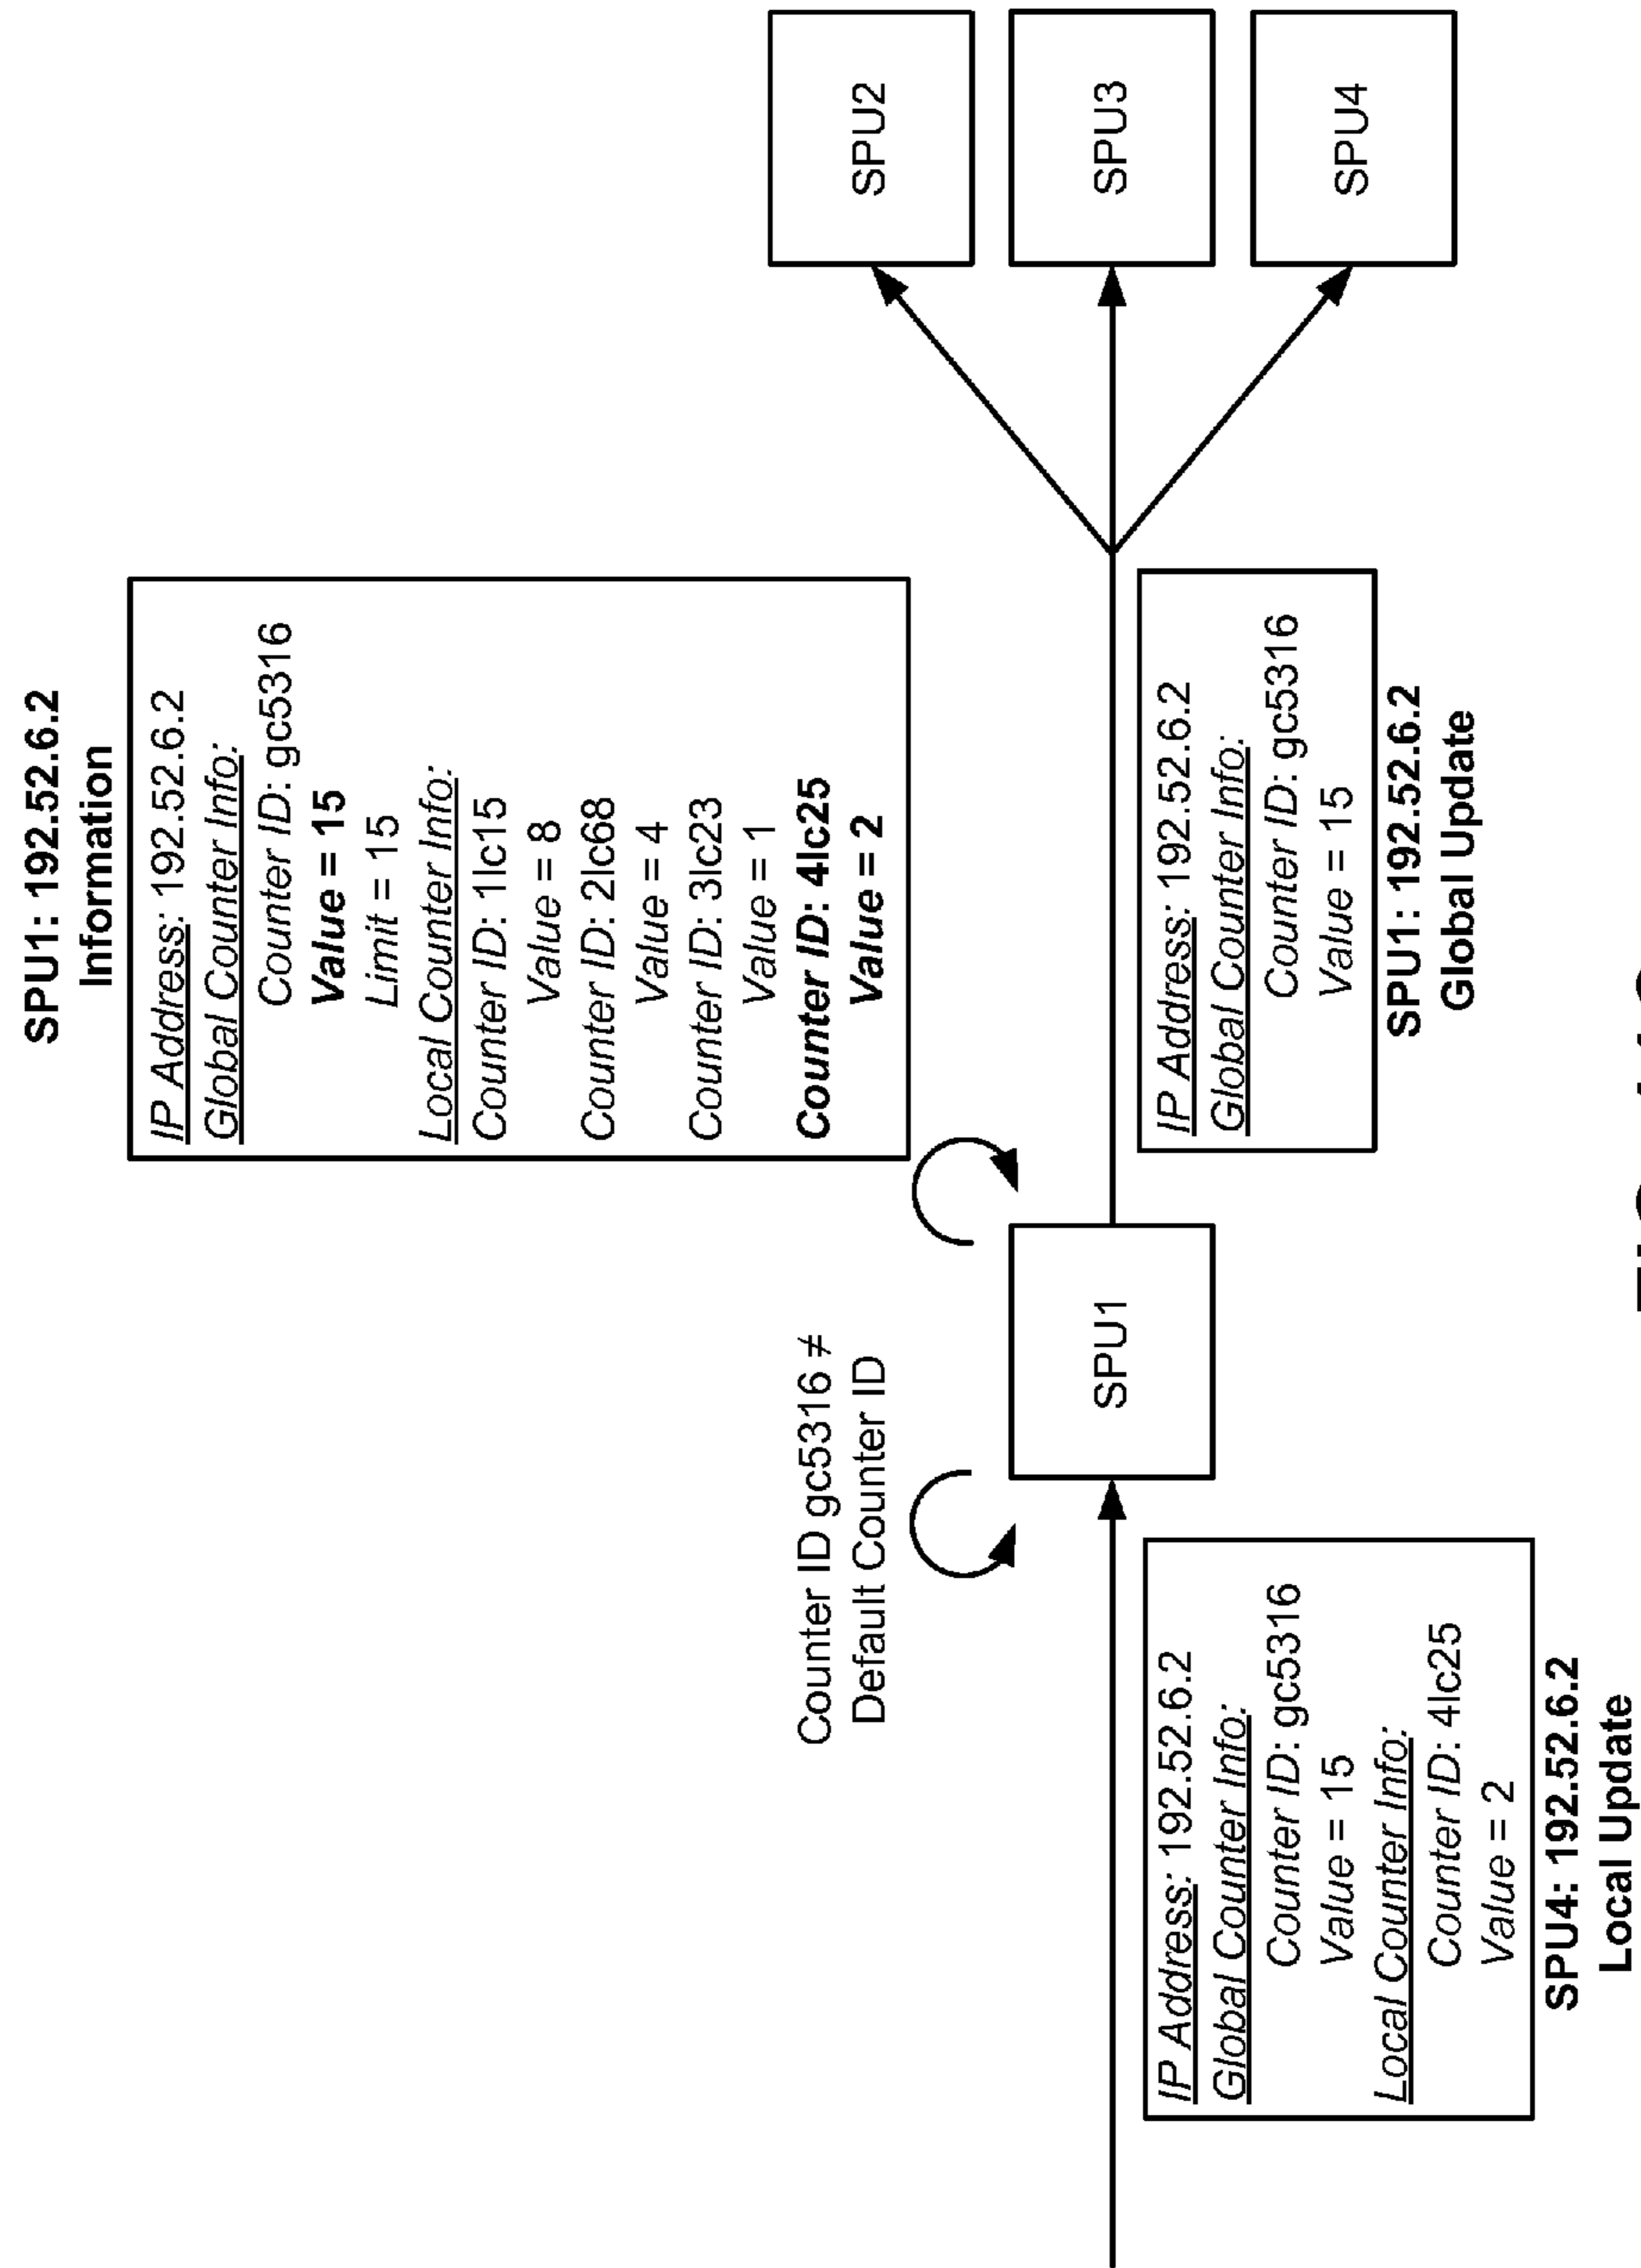 SPU1: 192.52.6.2
Information
IP Address: 192.52.6.2
Global Counter Info:
Counter ID: gc5316
Value = 15
Limit = 15
Local Counter Info:
Counter ID: 1lc15
Value = 8
Counter ID: 2lc68
Value = 4
Counter ID: 3lc23
Value = 1
Counter ID: 4lc25
Value = 2
Counter ID gc5316 ≠
Default Counter ID
SPU1
SPU2
SPU3
SPU4
IP Address: 192.52.6.2
Global Counter Info:
Counter ID: gc5316
Value = 15
Local Counter Info:
Counter ID: 4lc25
Value = 2
SPU4: 192.52.6.2
Local Update
IP Address: 192.52.6.2
Global Counter Info:
Counter ID: gc5316
Value = 15
SPU1: 192.52.6.2
Global Update